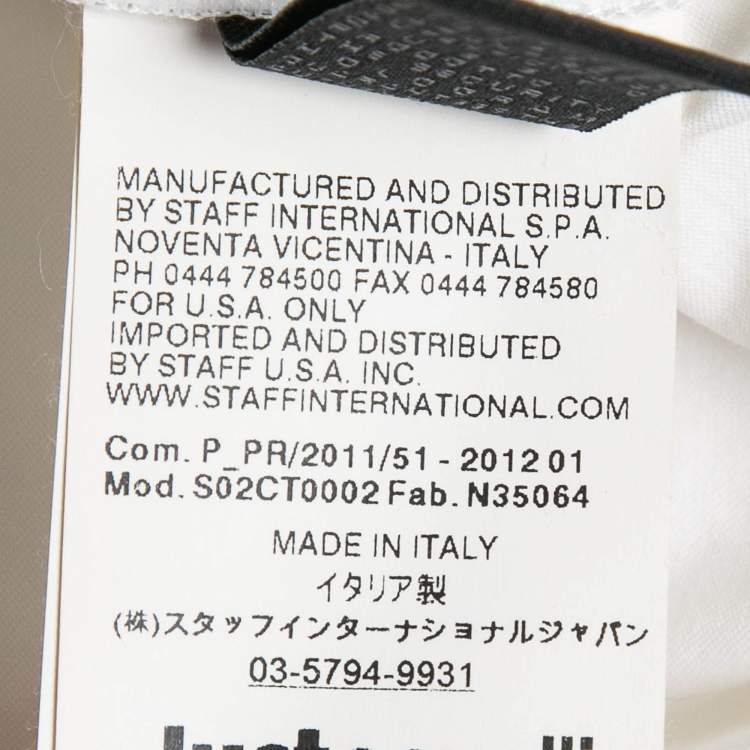 MANUFACTURED AND DISTRIBUTED
BY STAFF INTERNATIONAL S.P.A.
NOVENTA VICENTINA - ITALY
PH 0444 784500 FAX 0444 784580
FOR U.S.A. ONLY
IMPORTED AND DISTRIBUTED
BY STAFF U.S.A. INC.
WWW.STAFFINTERNATIONAL.COM
Com. P_PR/2011/51 - 2012 01
Mod. S02CT0002 Fab. N35064
MADE IN ITALY
イタリア製
(株)スタッフインターナショナルジャパン
03-5794-9931